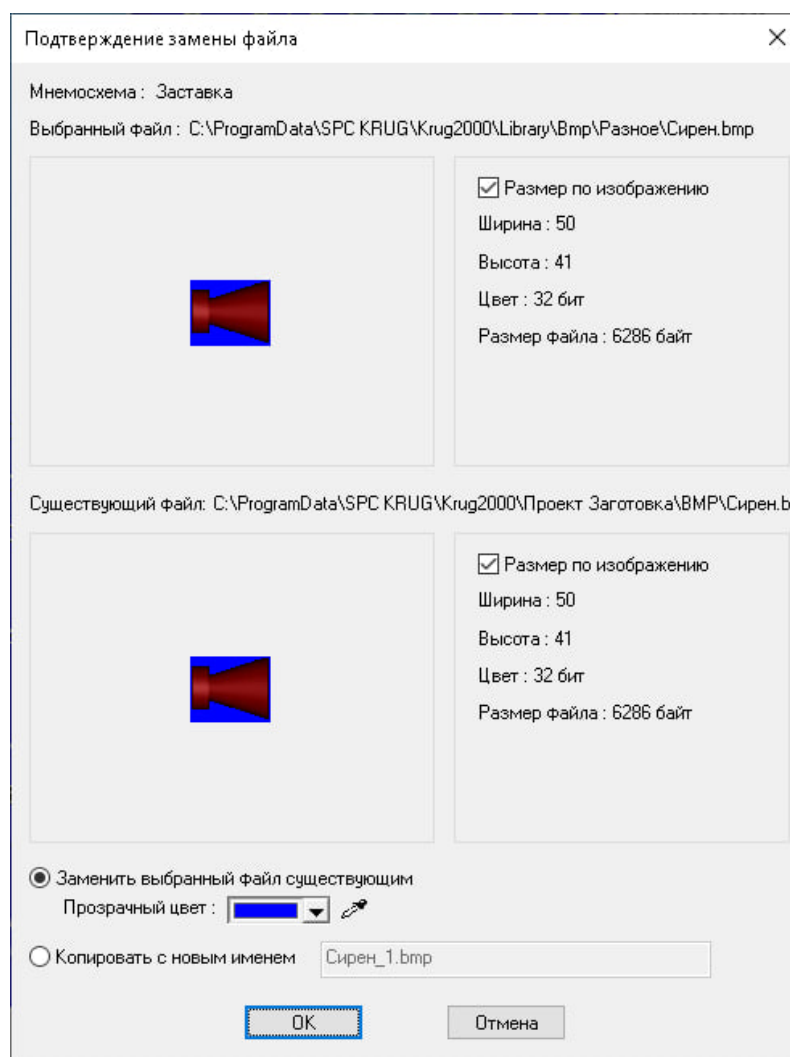 Подтверждение замены файла
Мнемосхема : Заставка
Выбранный файл : C:\ProgramData\SPC KRUG\Krug2000\Library\Bmp\Разное\Сирен.bmp
Размер по изображению
Ширина : 50
Высота : 41
Цвет : 32 бит
Размер файла : 6286 байт
Существующий файл: C:\ProgramData\SPC KRUG\Krug2000\Проект Заготовка\BMP\Сирен.b
Размер по изображению
Ширина : 50
Высота : 41
Цвет : 32 бит
Размер файла : 6286 байт
Заменить выбранный файл существующим
Прозрачный цвет :
Копировать с новым именем Сирен_1.bmp
OK Отмена